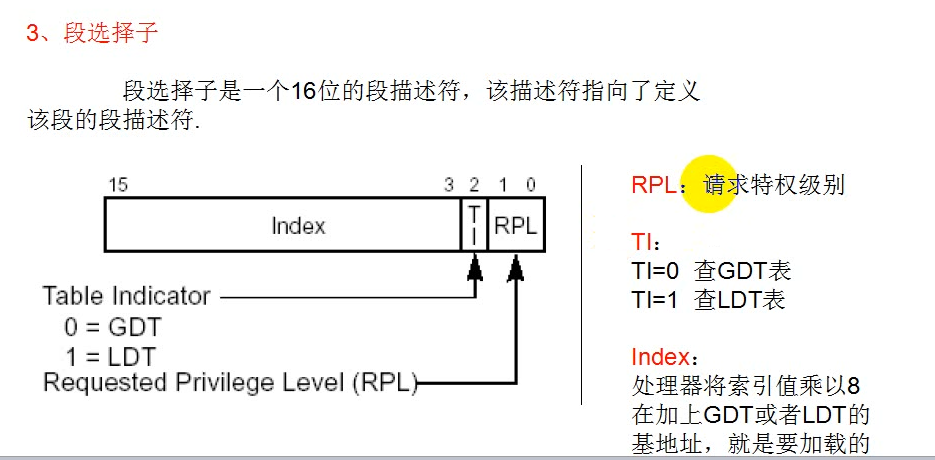 3、段选择子
段选择子是一个16位的段描述符，该描述符指向了定义
该段的段描述符.
15 3 2 1 0
Index TI RPL
Table Indicator
0 = GDT
1 = LDT
Requested Privilege Level (RPL)
RPL：请求特权级别
TI：
TI=0 查GDT表
TI=1 查LDT表
Index：
处理器将索引值乘以8
在加上GDT或者LDT的
基地址，就是要加载的